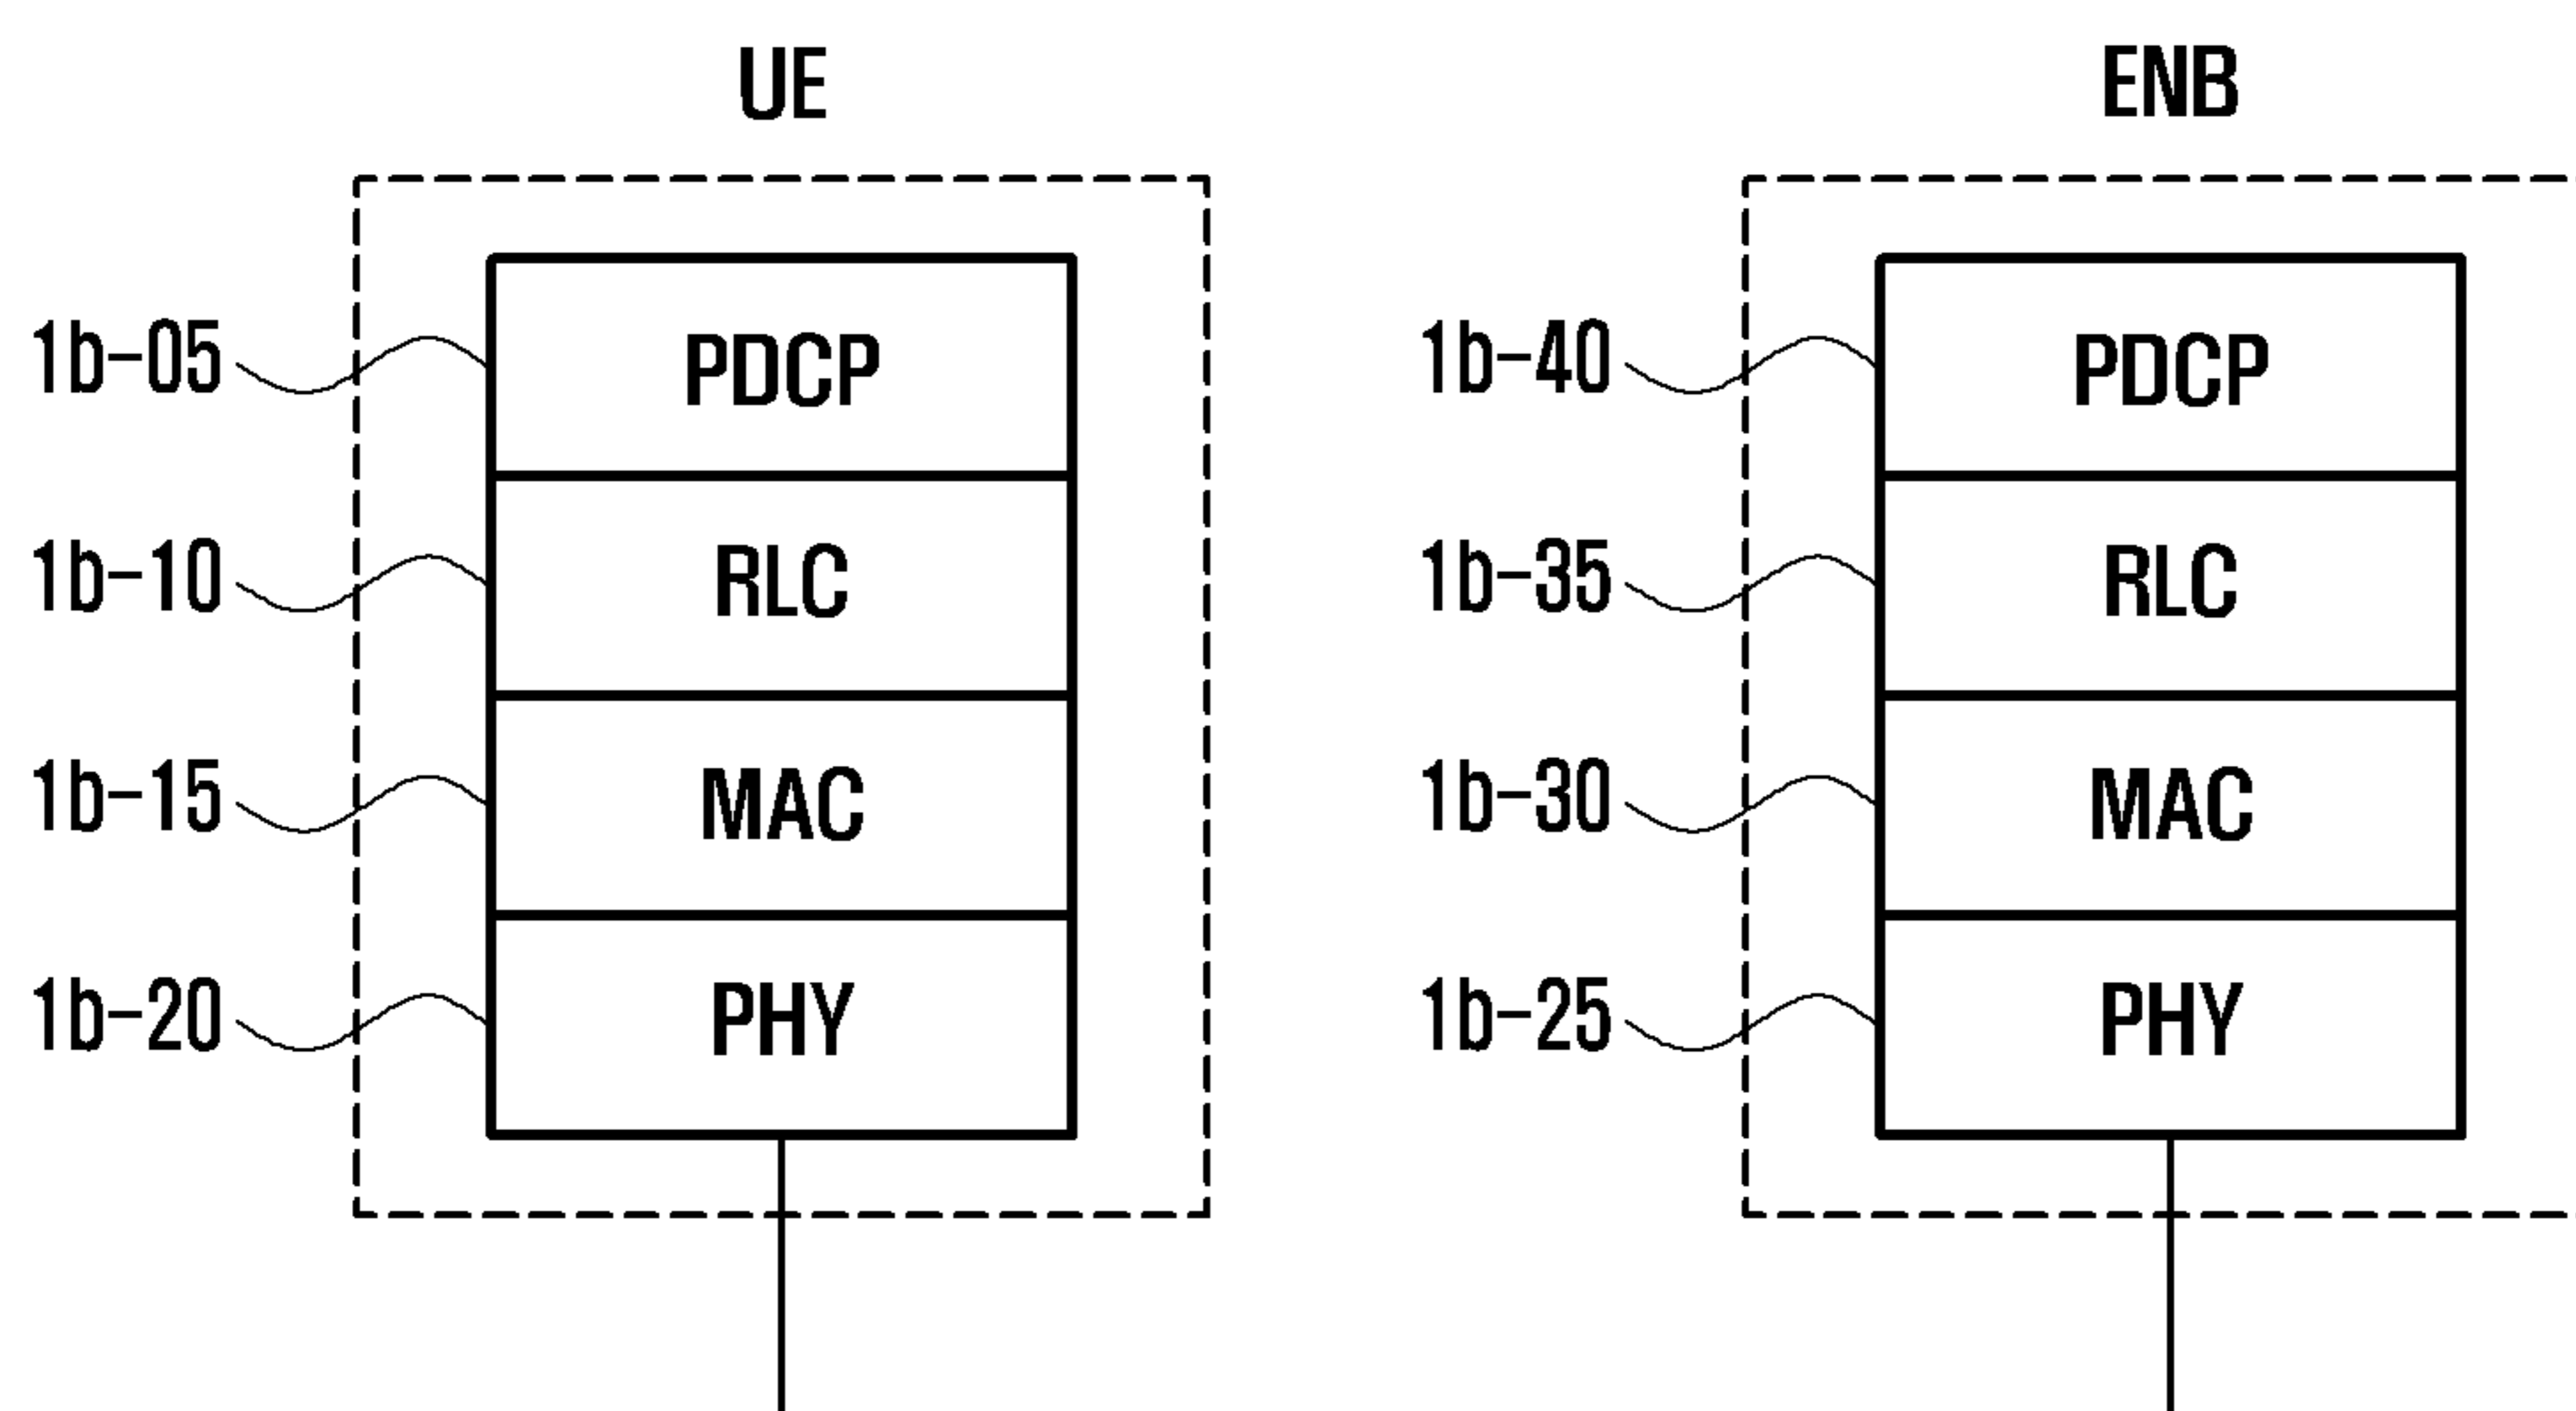 UE
ENB
1b-05
PDCP
1b-40
PDCP
1b-10
RLC
1b-35
RLC
1b-15
MAC
1b-30
MAC
1b-20
PHY
1b-25
PHY